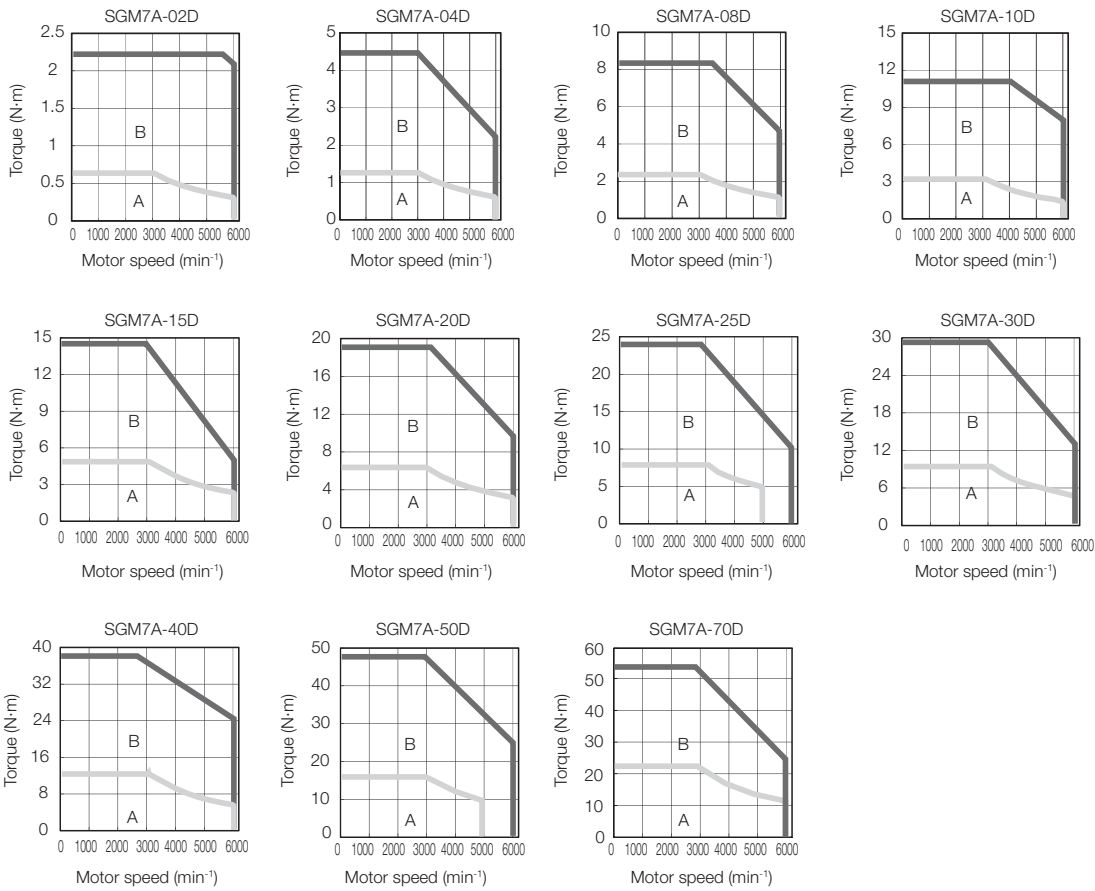 SGM7A-02D
2.5
2
1.5
1
0.5
0
Torque (N·m)
B
A
0 1000 2000 3000 4000 5000 6000
Motor speed (min-1)
SGM7A-04D
5
4
3
2
1
0
Torque (N·m)
B
A
0 1000 2000 3000 4000 5000 6000
Motor speed (min-1)
SGM7A-08D
10
8
6
4
2
0
Torque (N·m)
B
A
0 1000 2000 3000 4000 5000 6000
Motor speed (min-1)
SGM7A-10D
15
12
9
6
3
0
Torque (N·m)
B
A
0 1000 2000 3000 4000 5000 6000
Motor speed (min-1)
SGM7A-15D
15
12
9
6
3
0
Torque (N·m)
B
A
0 1000 2000 3000 4000 5000 6000
Motor speed (min-1)
SGM7A-20D
20
16
12
8
4
0
Torque (N·m)
B
A
0 1000 2000 3000 4000 5000 6000
Motor speed (min-1)
SGM7A-25D
25
20
15
10
5
0
Torque (N·m)
B
A
0 1000 2000 3000 4000 5000 6000
Motor speed (min-1)
SGM7A-30D
30
24
18
12
6
0
Torque (N·m)
B
A
0 1000 2000 3000 4000 5000 6000
Motor speed (min-1)
SGM7A-40D
40
32
24
16
8
0
Torque (N·m)
B
A
0 1000 2000 3000 4000 5000 6000
Motor speed (min-1)
SGM7A-50D
50
40
30
20
10
0
Torque (N·m)
B
A
0 1000 2000 3000 4000 5000 6000
Motor speed (min-1)
SGM7A-70D
60
50
40
30
20
10
0
Torque (N·m)
B
A
0 1000 2000 3000 4000 5000 6000
Motor speed (min-1)